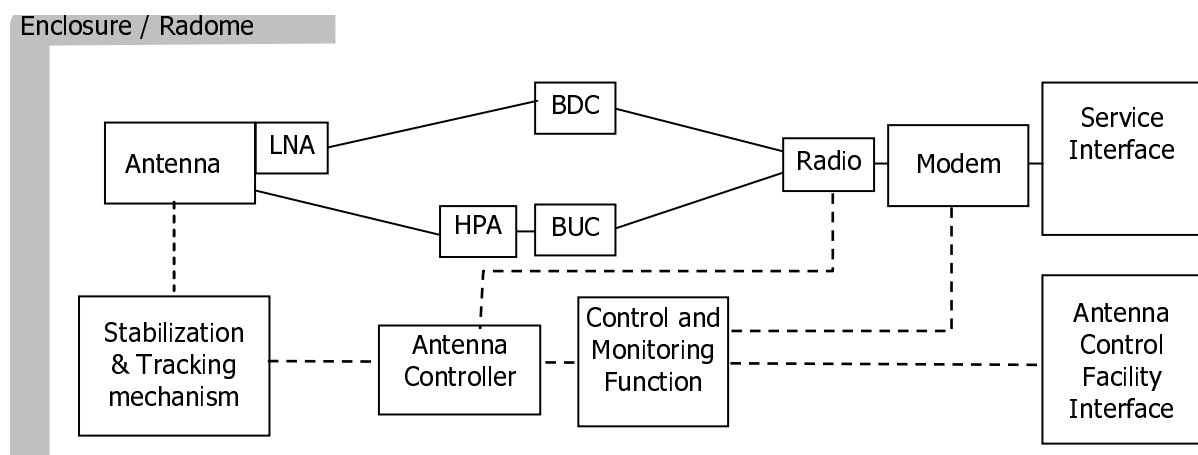 Enclosure / Radome
BDC
Service
Interface
LNA
Antenna
Radio
Modem
HPA
BUC
Stabilization
& Tracking
mechanism
Antenna
Controller
Control and
Monitoring
Function
Antenna
Control
Facility
Interface